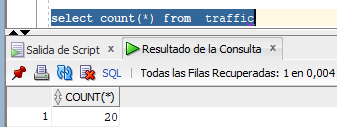 select count(*) from traffic
Salida de Script x Resultado de la Consulta x
SQL | Todas las Filas Recuperadas: 1 en 0,004
COUNT(*)
1 20